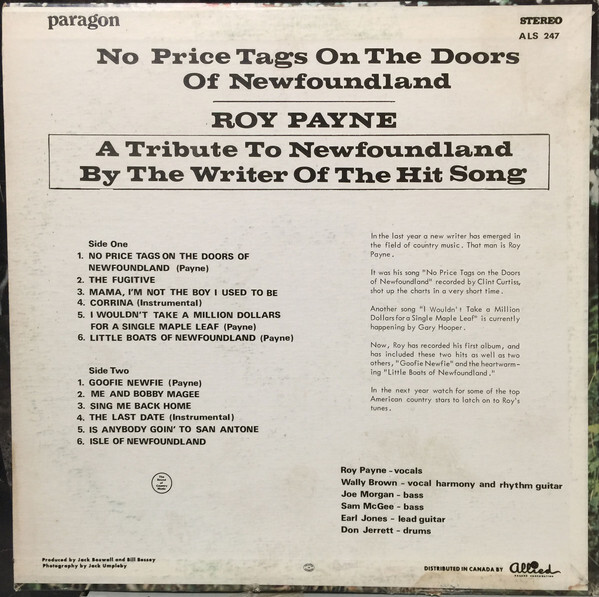 paragon
STEREO
ALS 247
No Price Tags On The Doors
Of Newfoundland
ROY PAYNE
A Tribute To Newfoundland
By The Writer Of The Hit Song
Side One
1. NO PRICE TAGS ON THE DOORS OF
NEWFOUNDLAND (Payne)
2. THE FUGITIVE
3. MAMA, I'M NOT THE BOY I USED TO BE
4. CORRINA (Instrumental)
5. I WOULDN'T TAKE A MILLION DOLLARS
FOR A SINGLE MAPLE LEAF (Payne)
6. LITTLE BOATS OF NEWFOUNDLAND (Payne)
Side Two
1. GOOFIE NEWFIE (Payne)
2. ME AND BOBBY MAGEE
3. SING ME BACK HOME
4. THE LAST DATE (Instrumental)
5. IS ANYBODY GOIN' TO SAN ANTONE
6. ISLE OF NEWFOUNDLAND
In the last year a new writer has emerged in
the field of country music. That man is Roy
Payne.
It was his song "No Price Tags on the Doors
of Newfoundland" recorded by Clint Curtiss,
shot up the charts in a very short time.
Another song "I Wouldn't Take a Million
Dollars for a Single Maple Leaf" is currently
happening by Gary Hooper.
Now, Roy has recorded his first album, and
has included these two hits as well as two
others, "Goofie Newfie" and the heartwarm-
ing "Little Boats of Newfoundland."
In the next year watch for some of the top
American country stars to latch on to Roy's
tunes.
Roy Payne - vocals
Wally Brown - vocal harmony and rhythm guitar
Joe Morgan - bass
Sam McGee - bass
Earl Jones - lead guitar
Don Jerrett - drums
The
Sound
of
Country
Music
Produced by Jack Boswell and Bill Bessey
Photography by Jack Umpleby
DISTRIBUTED IN CANADA BY
allied
RECORD CORPORATION